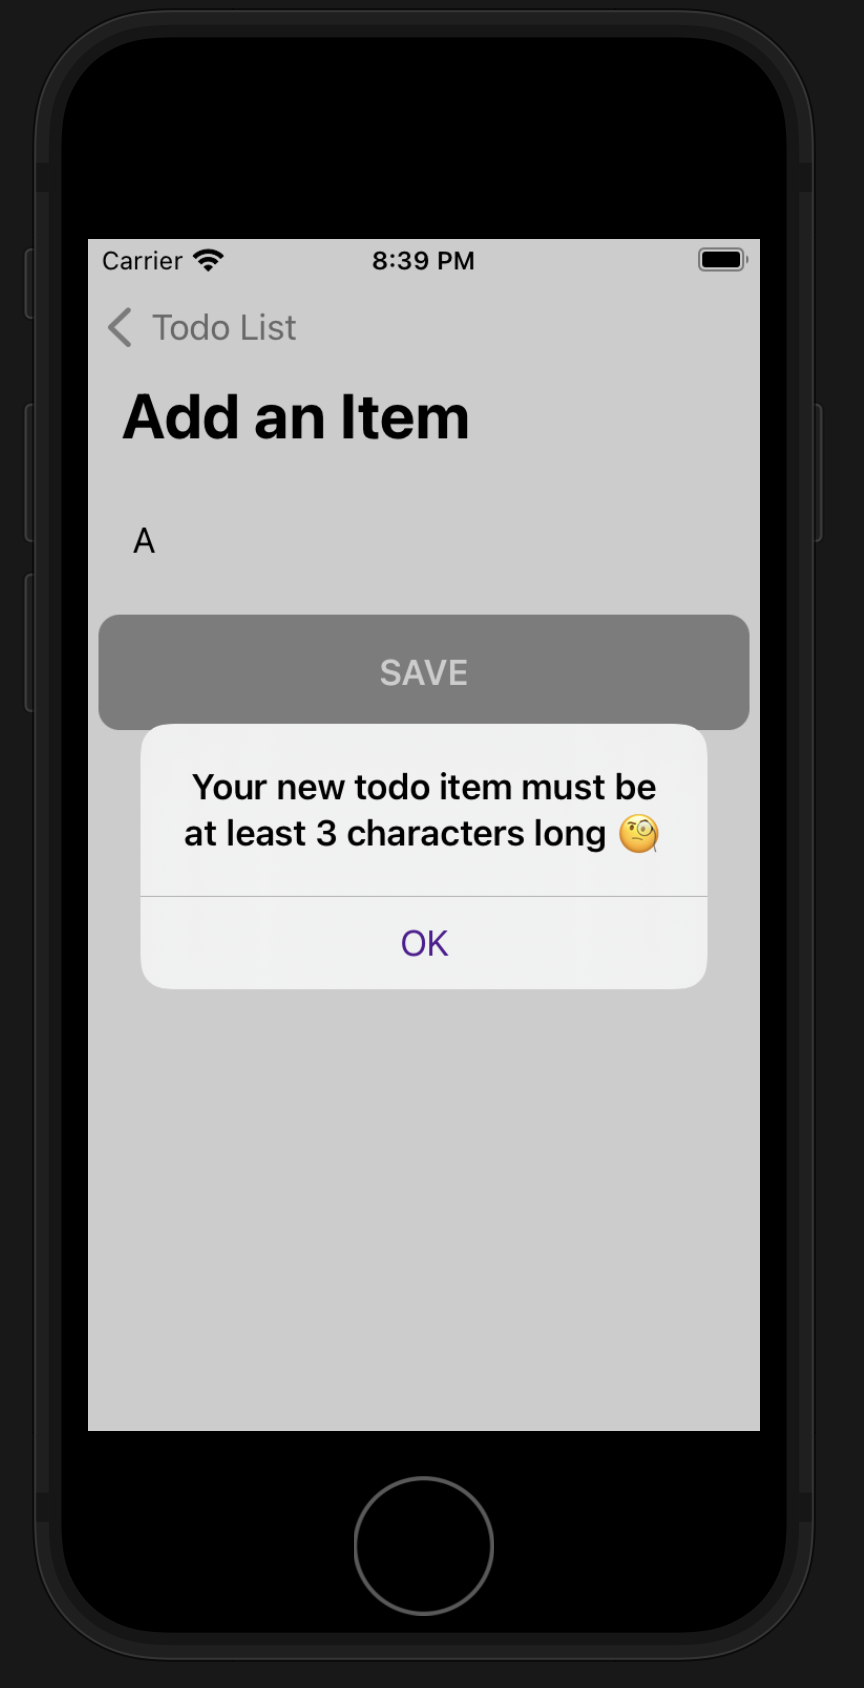 Carrier 8:39 PM
Todo List
Add an Item
A
SAVE
Your new todo item must be
at least 3 characters long 🧐
OK